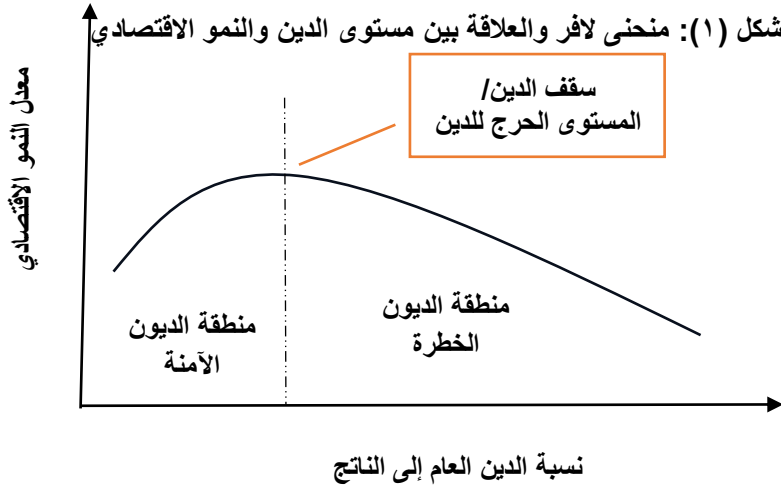 شكل (١): منحنى لافر والعلاقة بين مستوى الدين والنمو الاقتصادي
معدل النمو الاقتصادي
سقف الدين/
المستوى الحرج للدين
منطقة الديون
الخطرة
منطقة الديون
الآمنة
نسبة الدين العام إلى الناتج